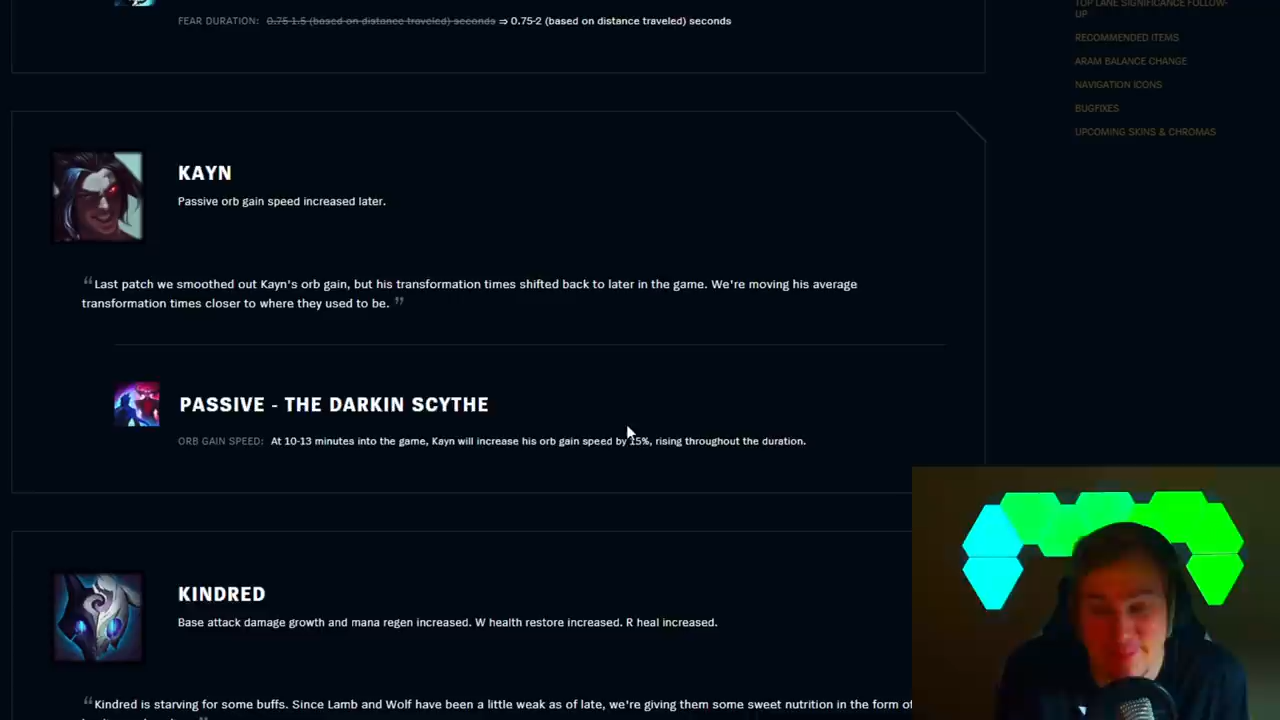 TOP LANE SIGNIFICANCE FOLLOW-
UP
FEAR DURATION: 0.75-1.5 (based on distance traveled) seconds ⇒ 0.75-2 (based on distance traveled) seconds
RECOMMENDED ITEMS
ARAM BALANCE CHANGE
NAVIGATION ICONS
BUGFIXES
UPCOMING SKINS & CHROMAS
KAYN
Passive orb gain speed increased later.
"Last patch we smoothed out Kayn's orb gain, but his transformation times shifted back to later in the game. We're moving his average
transformation times closer to where they used to be. "
PASSIVE - THE DARKIN SCYTHE
ORB GAIN SPEED: At 10-13 minutes into the game, Kayn will increase his orb gain speed by 15%, rising throughout the duration.
KINDRED
Base attack damage growth and mana regen increased. W health restore increased. R heal increased.
"Kindred is starving for some buffs. Since Lamb and Wolf have been a little weak as of late, we're giving them some sweet nutrition in the form of